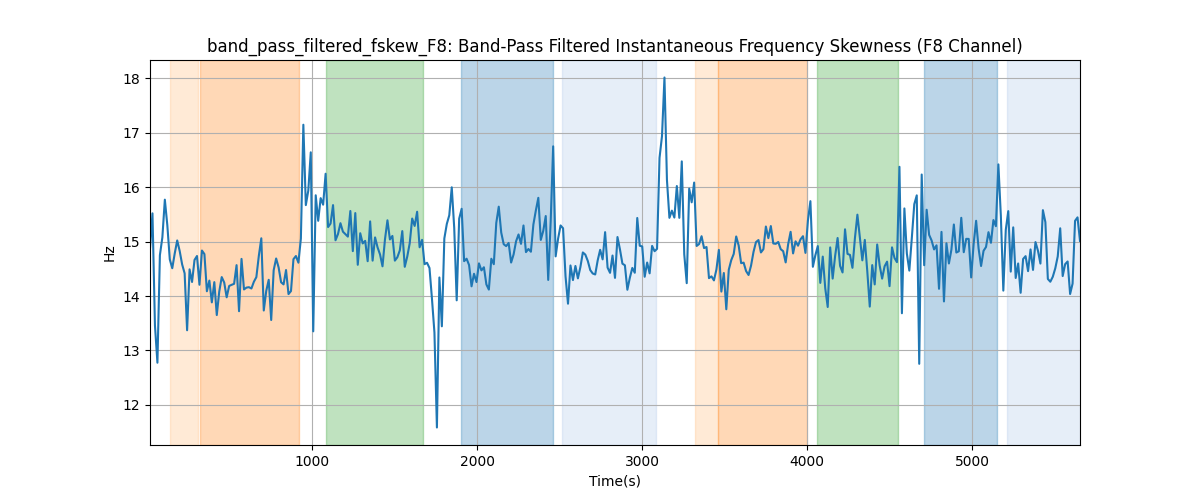 band_pass_filtered_fskew_F8: Band-Pass Filtered Instantaneous Frequency Skewness (F8 Channel)
18
17
16
15
14
13
12
Hz
1000 2000 3000 4000 5000
Time(s)